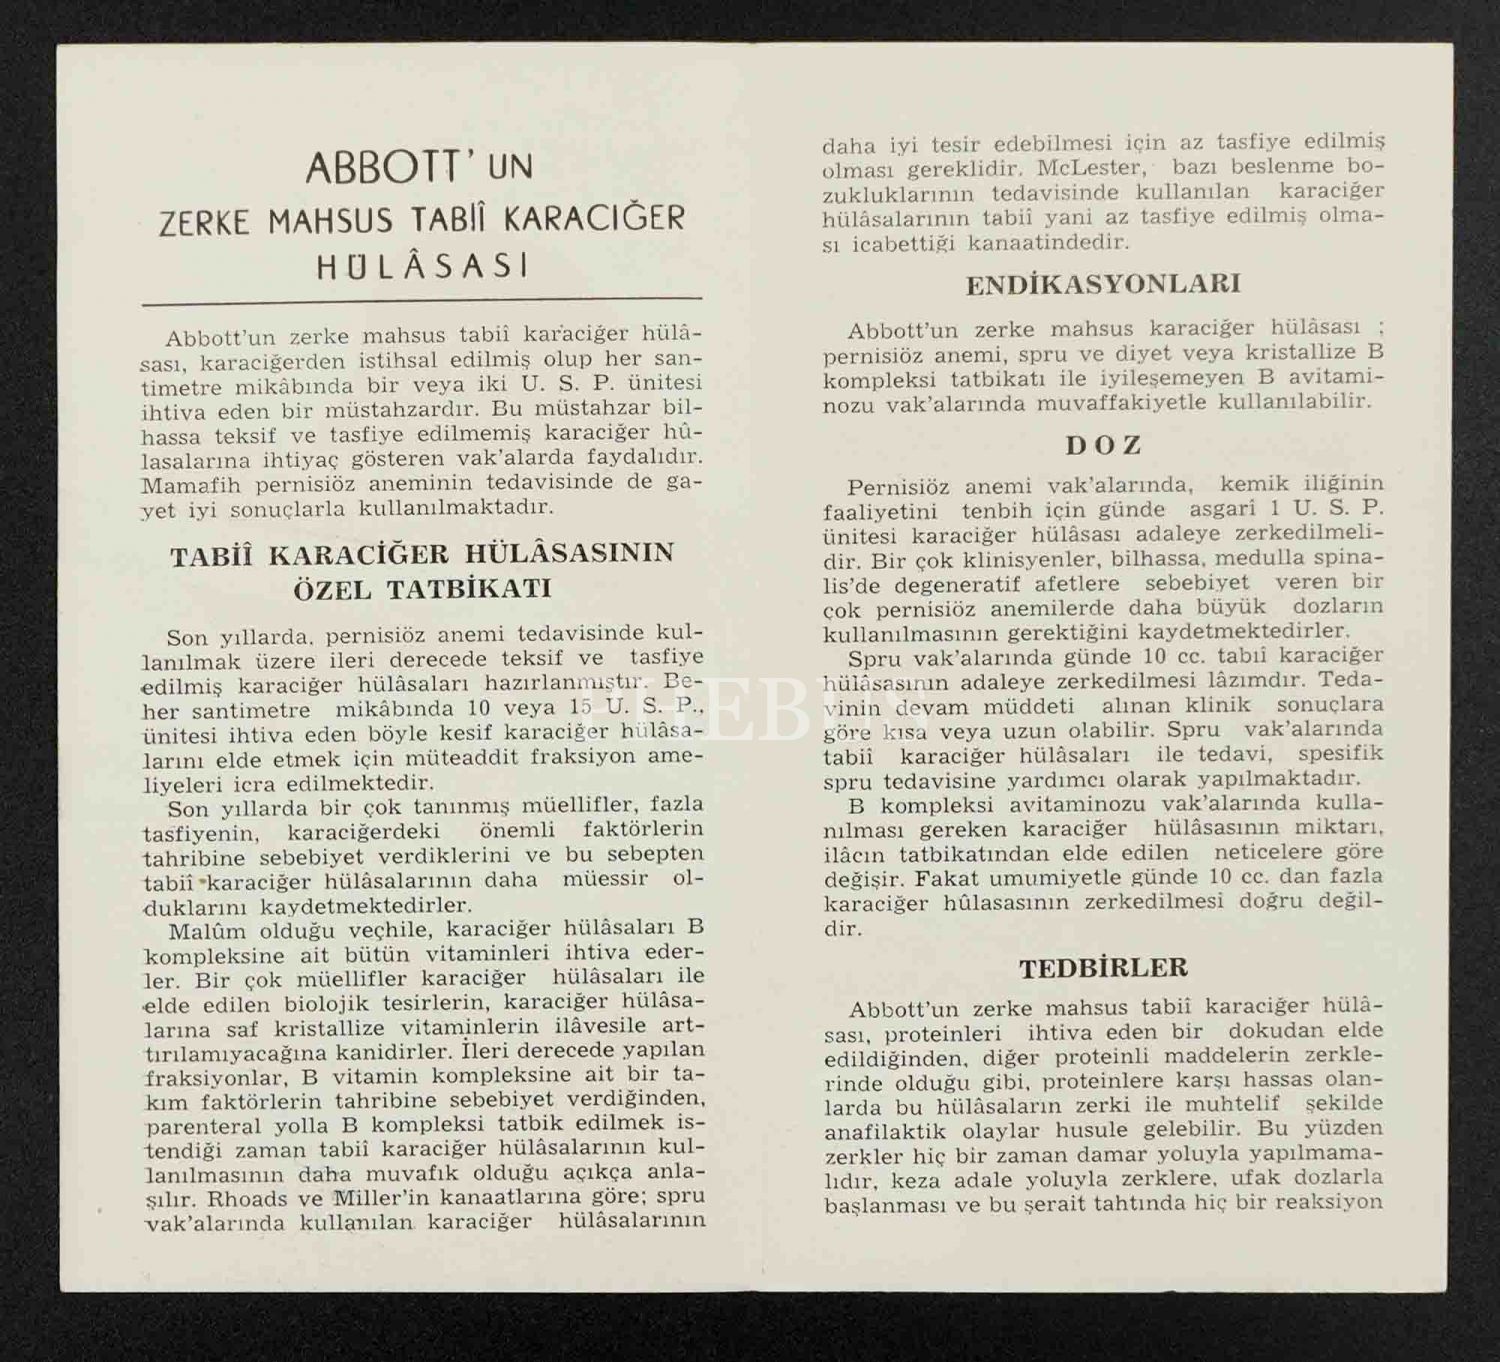 ABBOTT' UN
ZERKE MAHSUS TABİİ KARACIĞER
HÜLÂSASI
Abbott'un zerke mahsus tabiî karaciğer hülâ-
sası, karaciğerden istihsal edilmiş olup her san-
timetre mikâbında bir veya iki U. S. P. ünitesi
ihtiva eden bir müstahzardır. Bu müstahzar bil-
hassa teksif ve tasfiye edilmemiş karaciğer hû-
lasalarına ihtiyaç gösteren vak'alarda faydalıdır.
Mamafih pernisiöz aneminin tedavisinde de ga-
yet iyi sonuçlarla kullanılmaktadır.
TABİÎ KARACİĞER HÜLÂSASININ
ÖZEL TATBİKATI
Son yıllarda. pernisiöz anemi tedavisinde kul-
lanılmak üzere ileri derecede teksif ve tasfiye
edilmiş karaciğer hülâsaları hazırlanmıştır. Be-
her santimetre mikâbında 10 veya 15 U. S. P.,
ünitesi ihtiva eden böyle kesif karaciğer hülâsa-
larını elde etmek için müteaddit fraksiyon ame-
liyeleri icra edilmektedir.
Son yıllarda bir çok tanınmış müellifler, fazla
tasfiyenin, karaciğerdeki önemli faktörlerin
tahribine sebebiyet verdiklerini ve bu sebepten
tabiî karaciğer hülâsalarının daha müessir ol-
duklarını kaydetmektedirler.
Malûm olduğu veçhile, karaciğer hülâsaları B
kompleksine ait bütün vitaminleri ihtiva eder-
ler. Bir çok müellifler karaciğer hülâsaları ile
elde edilen biolojik tesirlerin, karaciğer hülâsa-
larına saf kristallize vitaminlerin ilâvesile art-
tırılamıyacağına kanidirler. İleri derecede yapılan
fraksiyonlar, B vitamin kompleksine ait bir ta-
kım faktörlerin tahribine sebebiyet verdiğinden,
parenteral yolla B kompleksi tatbik edilmek is-
tendiği zaman tabiî karaciğer hülâsalarının kul-
lanılmasının daha muvafık olduğu açıkça anla-
şılır. Rhoads ve Miller'in kanaatlarına göre; spru
vak'alarında kullanılan karaciğer hülâsalarının
daha iyi tesir edebilmesi için az tasfiye edilmiş
olması gereklidir. McLester, bazı beslenme bo-
zukluklarının tedavisinde kullanılan karaciğer
hülâsalarının tabiî yani az tasfiye edilmiş olma-
sı icabettiği kanaatindedir.
ENDİKASYONLARI
Abbott'un zerke mahsus karaciğer hülâsası ;
pernisiöz anemi, spru ve diyet veya kristallize B
kompleksi tatbikatı ile iyileşemeyen B avitami-
nozu vak'alarında muvaffakiyetle kullanılabilir.
DOZ
Pernisiöz anemi vak'alarında, kemik iliğinin
faaliyetini tenbih için günde asgarî 1 U. S. P.
ünitesi karaciğer hülâsası adaleye zerkedilmeli-
dir. Bir çok klinisyenler, bilhassa, medulla spina-
lis'de degeneratif afetlere sebebiyet veren bir
çok pernisiöz anemilerde daha büyük dozların
kullanılmasının gerektiğini kaydetmektedirler.
Spru vak'alarında günde 10 cc. tabiî karaciğer
hülâsasının adaleye zerkedilmesi lâzımdır. Teda-
vinin devam müddeti alınan klinik sonuçlara
göre kısa veya uzun olabilir. Spru vak'alarında
tabiî karaciğer hülâsaları ile tedavi, spesifik
spru tedavisine yardımcı olarak yapılmaktadır.
B kompleksi avitaminozu vak'alarında kulla-
nılması gereken karaciğer hülâsasının miktarı,
ilâcın tatbikatından elde edilen neticelere göre
değişir. Fakat umumiyetle günde 10 cc. dan fazla
karaciğer hûlasasının zerkedilmesi doğru değil-
dir.
TEDBİRLER
Abbott'un zerke mahsus tabiî karaciğer hülâ-
sası, proteinleri ihtiva eden bir dokudan elde
edildiğinden, diğer proteinli maddelerin zerkle-
rinde olduğu gibi, proteinlere karşı hassas olan-
larda bu hülâsaların zerki ile muhtelif şekilde
anafilaktik olaylar husule gelebilir. Bu yüzden
zerkler hiç bir zaman damar yoluyla yapılmama-
lıdır, keza adale yoluyla zerklere, ufak dozlarla
başlanması ve bu şerait tahtında hiç bir reaksiyon
PHEBUS